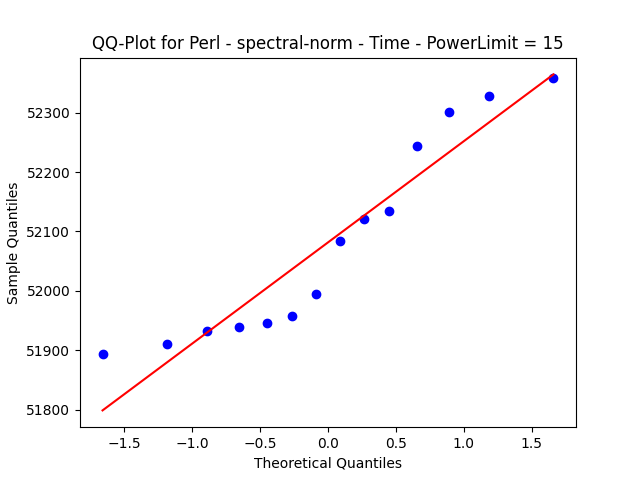 QQ-Plot for Perl - spectral-norm - Time - PowerLimit = 15
Sample Quantiles
52300
52200
52100
52000
51900
51800
−1.5 −1.0 −0.5 0.0 0.5 1.0 1.5
Theoretical Quantiles